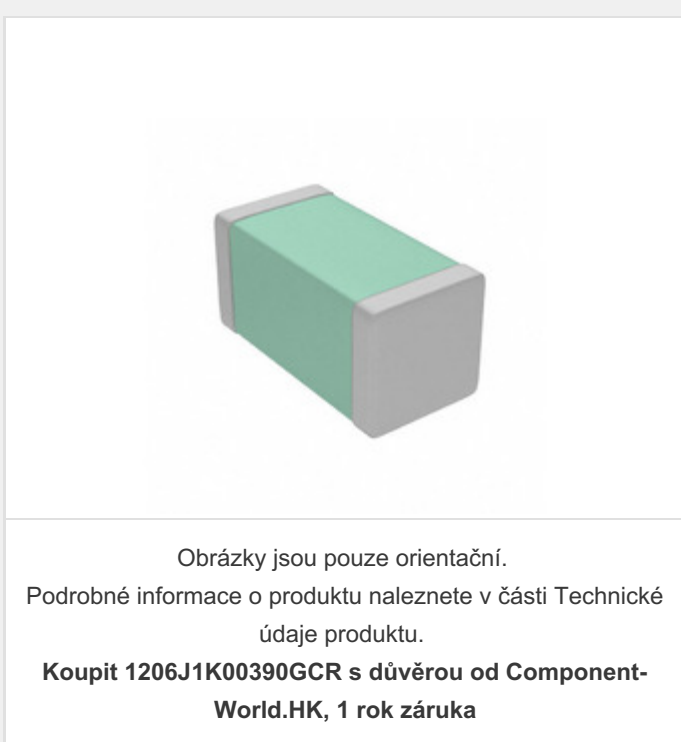 Obrázky jsou pouze orientační.
Podrobné informace o produktu naleznete v části Technické
údaje produktu.
Koupit 1206J1K00390GCR s důvěrou od Component-
World.HK, 1 rok záruka